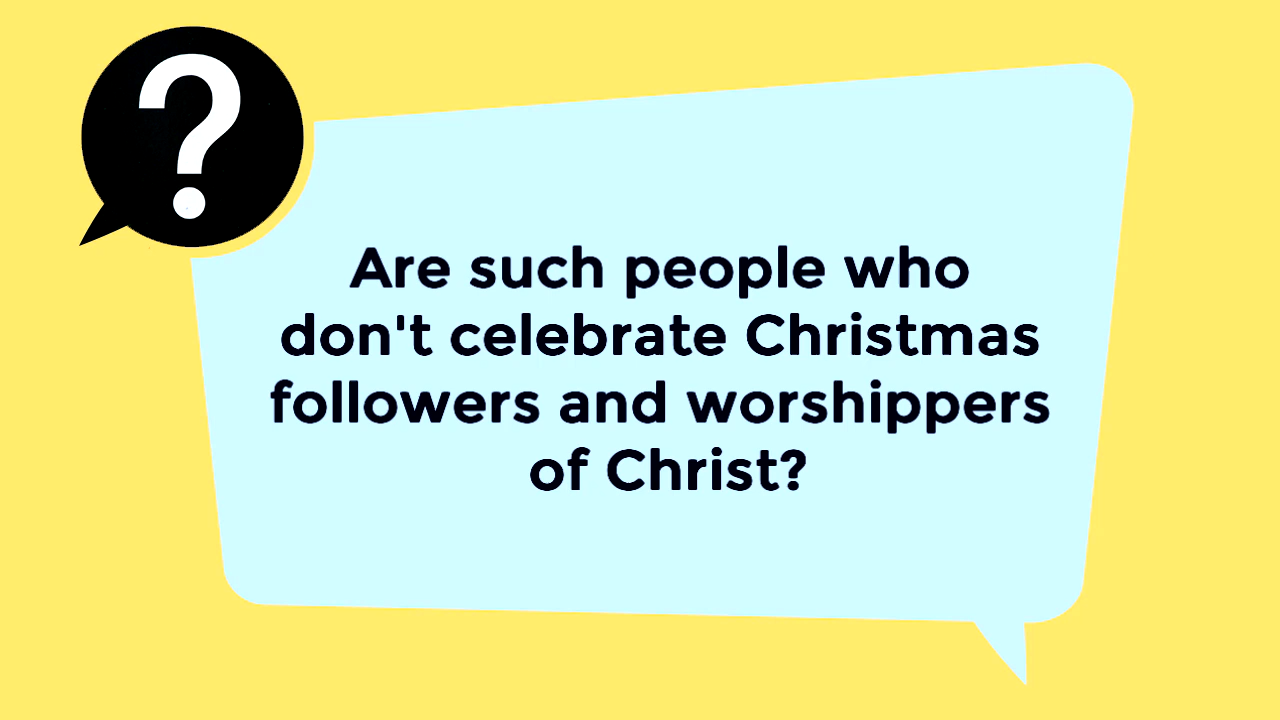 ?
Are such people who
don't celebrate Christmas
followers and worshippers
of Christ?